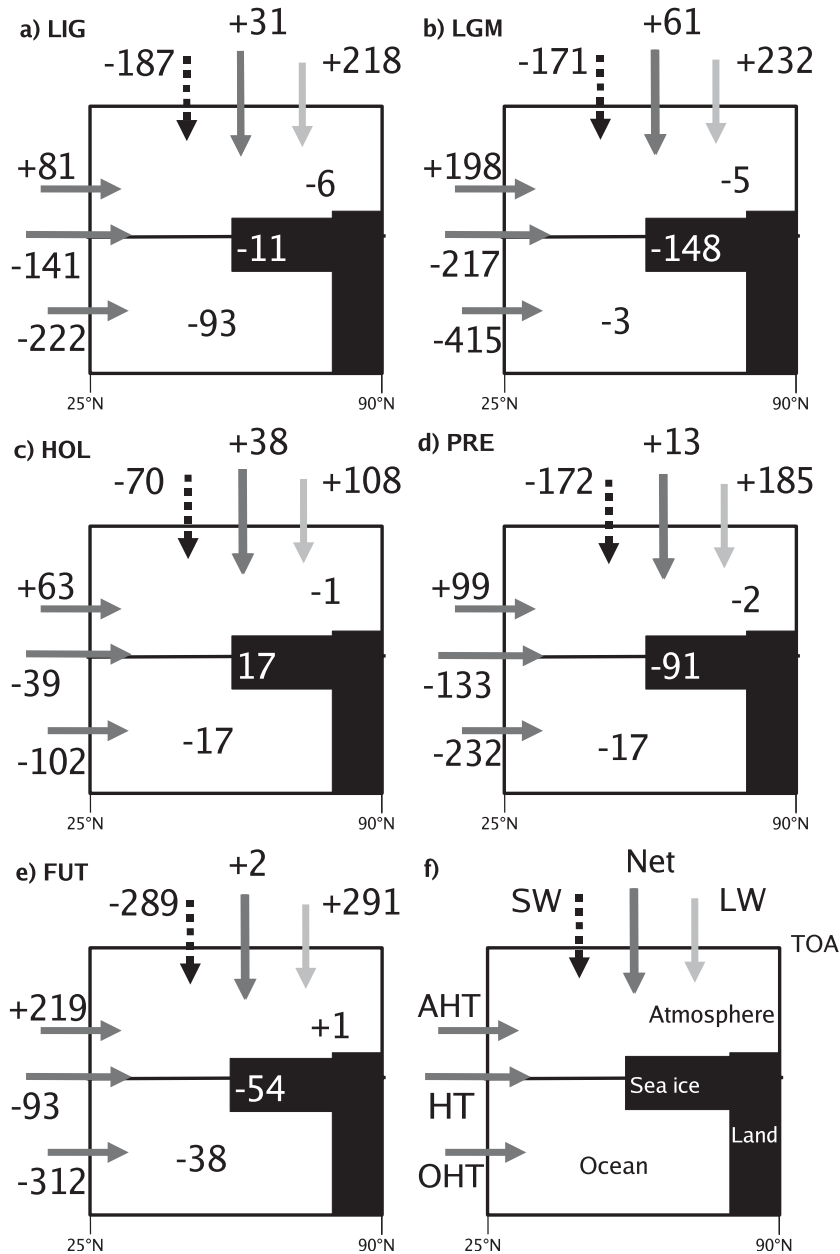 a) LIG
+31
-187
+218
+81
-6
-11
-141
-93
-222
25°N
90°N
b) LGM
+61
-171
+232
+198
-5
-148
-217
-3
-415
25°N
90°N
c) HOL
+38
-70
+108
+63
-1
17
-39
-17
-102
25°N
90°N
d) PRE
+13
-172
+185
+99
-2
-91
-133
-17
-232
25°N
90°N
e) FUT
+2
-289
+291
+219
+1
-54
-93
-38
-312
25°N
90°N
f)
Net
SW
LW
TOA
AHT
Atmosphere
Sea ice
HT
Land
Ocean
OHT
25°N
90°N